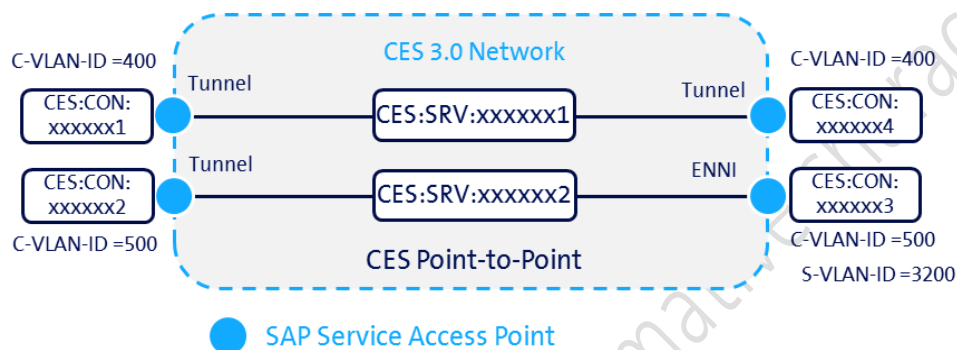 CES 3.0 Network
C-VLAN-ID =400
C-VLAN-ID =400
Tunnel
Tunnel
CES:CON:
xxxxxx1
CES:SRV:xxxxxx1
CES:CON:
xxxxxx4
Tunnel
ENNI
CES:CON:
xxxxxx2
CES:SRV:xxxxxx2
CES:CON:
xxxxxx3
C-VLAN-ID =500
C-VLAN-ID =500
CES Point-to-Point
S-VLAN-ID =3200
SAP Service Access Point